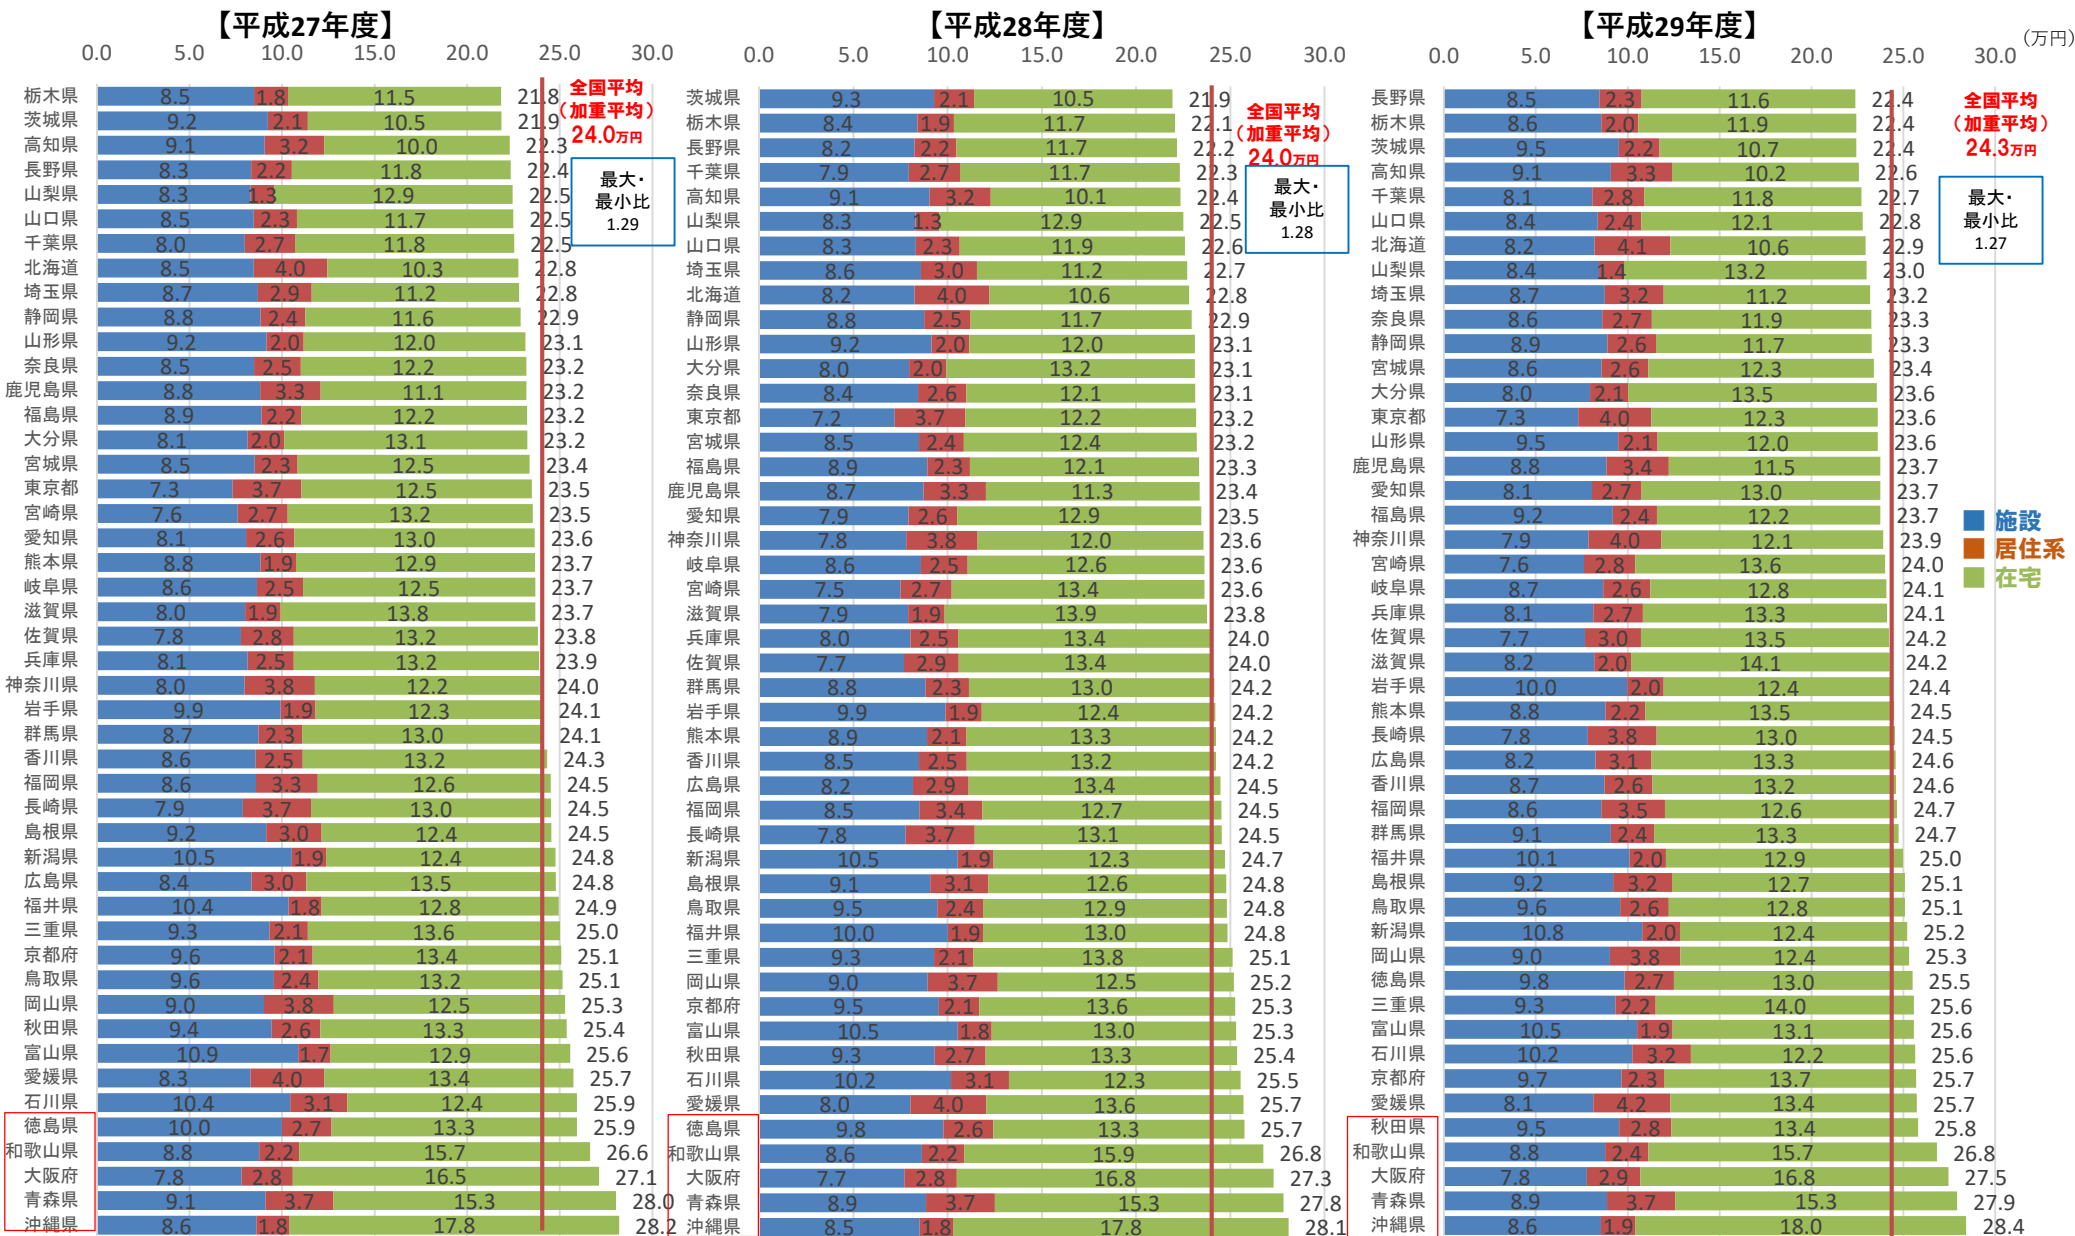 【平成27年度】
0.0 5.0 10.0 15.0 20.0 25.0 30.0
栃木県 8.5 1.8 11.5 21.8
茨城県 9.2 2.1 10.5 21.9
高知県 9.1 3.2 10.0 22.3
長野県 8.3 2.2 11.8 22.4
山梨県 8.3 1.3 12.9 22.5
山口県 8.5 2.3 11.7 22.5
千葉県 8.0 2.7 11.8 22.5
北海道 8.5 4.0 10.3 22.8
埼玉県 8.7 2.9 11.2 22.8
静岡県 8.8 2.4 11.6 22.9
山形県 9.2 2.0 12.0 23.1
奈良県 8.5 2.5 12.2 23.2
鹿児島県 8.8 3.3 11.1 23.2
福島県 8.9 2.2 12.2 23.2
大分県 8.1 2.0 13.1 23.2
宮城県 8.5 2.3 12.5 23.4
東京都 7.3 3.7 12.5 23.5
宮崎県 7.6 2.7 13.2 23.5
愛知県 8.1 2.6 13.0 23.6
熊本県 8.8 1.9 12.9 23.7
岐阜県 8.6 2.5 12.5 23.7
滋賀県 8.0 1.9 13.8 23.7
佐賀県 7.8 2.8 13.2 23.8
兵庫県 8.1 2.5 13.2 23.9
神奈川県 8.0 3.8 12.2 24.0
岩手県 9.9 1.9 12.3 24.1
群馬県 8.7 2.3 13.0 24.1
香川県 8.6 2.5 13.2 24.3
福岡県 8.6 3.3 12.6 24.5
長崎県 7.9 3.7 13.0 24.5
島根県 9.2 3.0 12.4 24.5
新潟県 10.5 1.9 12.4 24.8
広島県 8.4 3.0 13.5 24.8
福井県 10.4 1.8 12.8 24.9
三重県 9.3 2.1 13.6 25.0
京都府 9.6 2.1 13.4 25.1
鳥取県 9.6 2.4 13.2 25.1
岡山県 9.0 3.8 12.5 25.3
秋田県 9.4 2.6 13.3 25.4
富山県 10.9 1.7 12.9 25.6
愛媛県 8.3 4.0 13.4 25.7
石川県 10.4 3.1 12.4 25.9
徳島県 10.0 2.7 13.3 25.9
和歌山県 8.8 2.2 15.7 26.6
大阪府 7.8 2.8 16.5 27.1
青森県 9.1 3.7 15.3 28.0
沖縄県 8.6 1.8 17.8 28.2
全国平均
（加重平均）
24.0万円
最大・
最小比
1.29
【平成28年度】
0.0 5.0 10.0 15.0 20.0 25.0 30.0
茨城県 9.3 2.1 10.5 21.9
栃木県 8.4 1.9 11.7 22.1
長野県 8.2 2.2 11.7 22.2
千葉県 7.9 2.7 11.7 22.3
高知県 9.1 3.2 10.1 22.4
山梨県 8.3 1.3 12.9 22.5
山口県 8.3 2.3 11.9 22.6
埼玉県 8.6 3.0 11.2 22.7
北海道 8.2 4.0 10.6 22.8
静岡県 8.8 2.5 11.7 22.9
山形県 9.2 2.0 12.0 23.1
大分県 8.0 2.0 13.2 23.1
奈良県 8.4 2.6 12.1 23.1
東京都 7.2 3.7 12.2 23.2
宮城県 8.5 2.4 12.4 23.2
福島県 8.9 2.3 12.1 23.3
鹿児島県 8.7 3.3 11.3 23.4
愛知県 7.9 2.6 12.9 23.5
神奈川県 7.8 3.8 12.0 23.6
岐阜県 8.6 2.5 12.6 23.6
宮崎県 7.5 2.7 13.4 23.6
滋賀県 7.9 1.9 13.9 23.8
兵庫県 8.0 2.5 13.4 24.0
佐賀県 7.7 2.9 13.4 24.0
群馬県 8.8 2.3 13.0 24.2
岩手県 9.9 1.9 12.4 24.2
熊本県 8.9 2.1 13.3 24.2
香川県 8.5 2.5 13.2 24.2
広島県 8.2 2.9 13.4 24.5
福岡県 8.5 3.4 12.7 24.5
長崎県 7.8 3.7 13.1 24.5
新潟県 10.5 1.9 12.3 24.7
島根県 9.1 3.1 12.6 24.8
鳥取県 9.5 2.4 12.9 24.8
福井県 10.0 1.9 13.0 24.8
三重県 9.3 2.1 13.8 25.1
岡山県 9.0 3.7 12.5 25.2
京都府 9.5 2.1 13.6 25.3
富山県 10.5 1.8 13.0 25.3
秋田県 9.3 2.7 13.3 25.4
石川県 10.2 3.1 12.3 25.5
愛媛県 8.0 4.0 13.6 25.7
徳島県 9.8 2.6 13.3 25.7
和歌山県 8.6 2.2 15.9 26.8
大阪府 7.7 2.8 16.8 27.3
青森県 8.9 3.7 15.3 27.8
沖縄県 8.5 1.8 17.8 28.1
全国平均
（加重平均）
24.0万円
最大・
最小比
1.28
【平成29年度】
0.0 5.0 10.0 15.0 20.0 25.0 30.0
（万円）
長野県 8.5 2.3 11.6 22.4
栃木県 8.6 2.0 11.9 22.4
茨城県 9.5 2.2 10.7 22.4
高知県 9.1 3.3 10.2 22.6
千葉県 8.1 2.8 11.8 22.7
山口県 8.4 2.4 12.1 22.8
北海道 8.2 4.1 10.6 22.9
山梨県 8.4 1.4 13.2 23.0
埼玉県 8.7 3.2 11.2 23.2
奈良県 8.6 2.7 11.9 23.3
静岡県 8.9 2.6 11.7 23.3
宮城県 8.6 2.6 12.3 23.4
大分県 8.0 2.1 13.5 23.6
東京都 7.3 4.0 12.3 23.6
山形県 9.5 2.1 12.0 23.6
鹿児島県 8.8 3.4 11.5 23.7
愛知県 8.1 2.7 13.0 23.7
福島県 9.2 2.4 12.2 23.7
神奈川県 7.9 4.0 12.1 23.9
宮崎県 7.6 2.8 13.6 24.0
岐阜県 8.7 2.6 12.8 24.1
兵庫県 8.1 2.7 13.3 24.1
佐賀県 7.7 3.0 13.5 24.2
滋賀県 8.2 2.0 14.1 24.2
岩手県 10.0 2.0 12.4 24.4
熊本県 8.8 2.2 13.5 24.5
長崎県 7.8 3.8 13.0 24.5
広島県 8.2 3.1 13.3 24.6
香川県 8.7 2.6 13.2 24.6
福岡県 8.6 3.5 12.6 24.7
群馬県 9.1 2.4 13.3 24.7
福井県 10.1 2.0 12.9 25.0
島根県 9.2 3.2 12.7 25.1
鳥取県 9.6 2.6 12.8 25.1
新潟県 10.8 2.0 12.4 25.2
岡山県 9.0 3.8 12.4 25.3
徳島県 9.8 2.7 13.0 25.5
三重県 9.3 2.2 14.0 25.6
富山県 10.5 1.9 13.1 25.6
石川県 10.2 3.2 12.2 25.6
京都府 9.7 2.3 13.7 25.7
愛媛県 8.1 4.2 13.4 25.7
秋田県 9.5 2.8 13.4 25.8
和歌山県 8.8 2.4 15.7 26.8
大阪府 7.8 2.9 16.8 27.5
青森県 8.9 3.7 15.3 27.9
沖縄県 8.6 1.9 18.0 28.4
全国平均
（加重平均）
24.3万円
最大・
最小比
1.27
施設
居住系
在宅